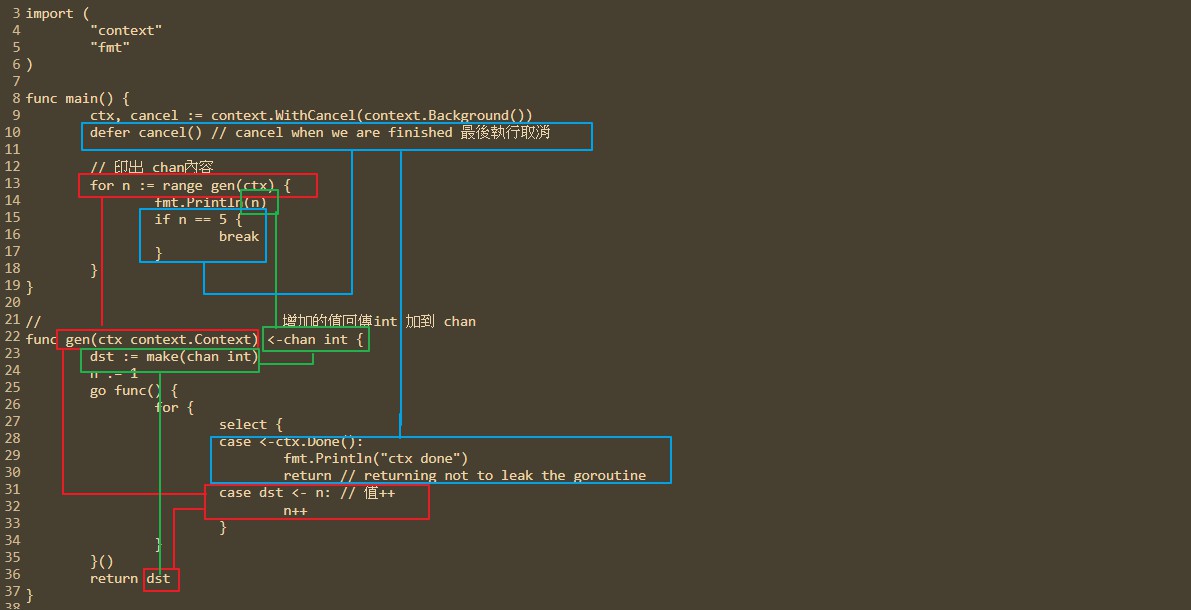 3 import (
4 "context"
5 "fmt"
6 )
7
8 func main() {
9 ctx, cancel := context.WithCancel(context.Background())
10 defer cancel() // cancel when we are finished 最後執行取消
11
12 // 印出 chan內容
13 for n := range gen(ctx) {
14 fmt.Println(n)
15 if n == 5 {
16 break
17 }
18 }
19 }
20
21 // 增加的值回傳int 加到 chan
22 func gen(ctx context.Context) <-chan int {
23 dst := make(chan int)
24 n := 1
25 go func() {
26 for {
27 select {
28 case <-ctx.Done():
29 fmt.Println("ctx done")
30 return // returning not to leak the goroutine
31 case dst <- n: // 值++
32 n++
33 }
34 }
35 }()
36 return dst
37 }
38